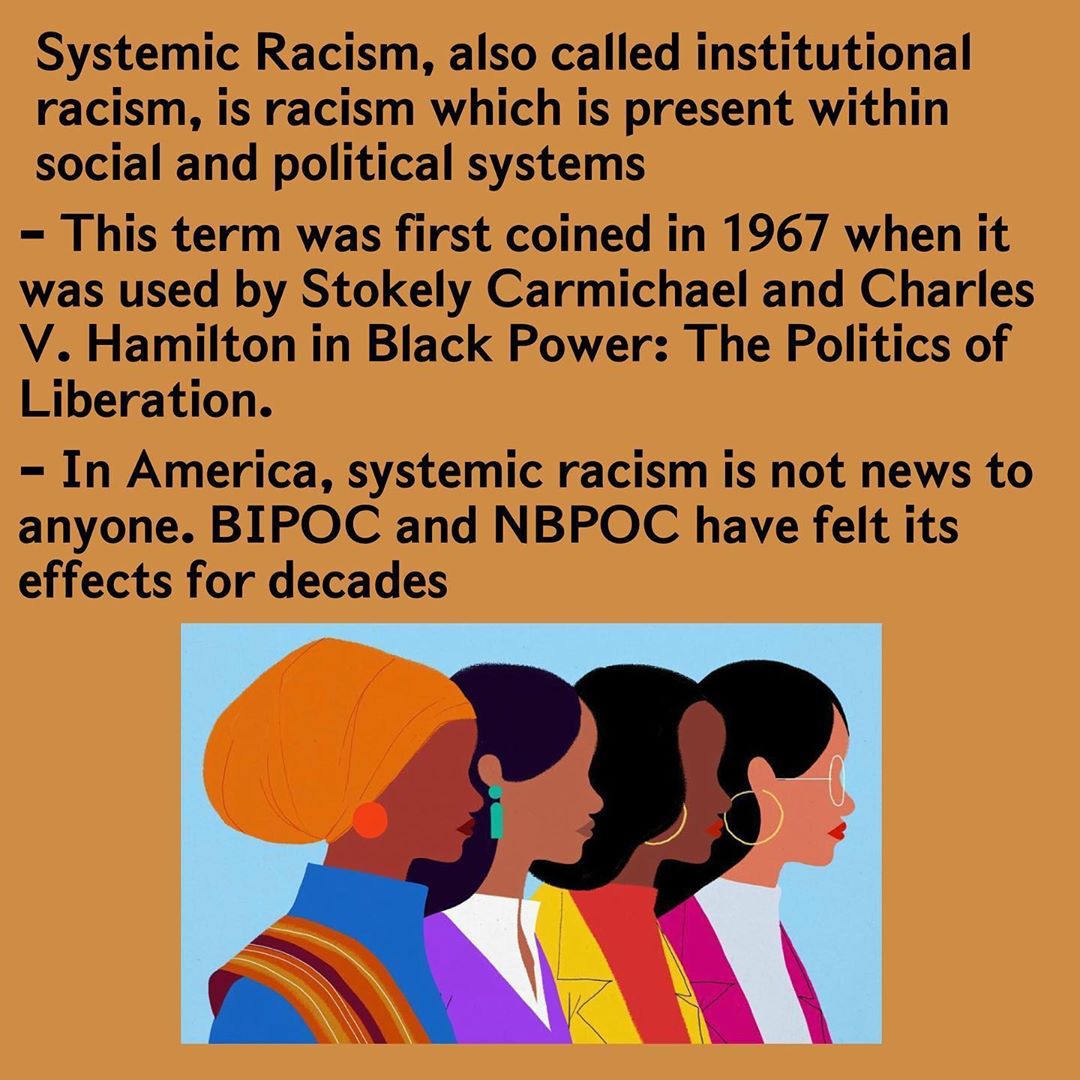 Systemic Racism, also called institutional
racism, is racism which is present within
social and political systems
– This term was first coined in 1967 when it
was used by Stokely Carmichael and Charles
V. Hamilton in Black Power: The Politics of
Liberation.
– In America, systemic racism is not news to
anyone. BIPOC and NBPOC have felt its
effects for decades